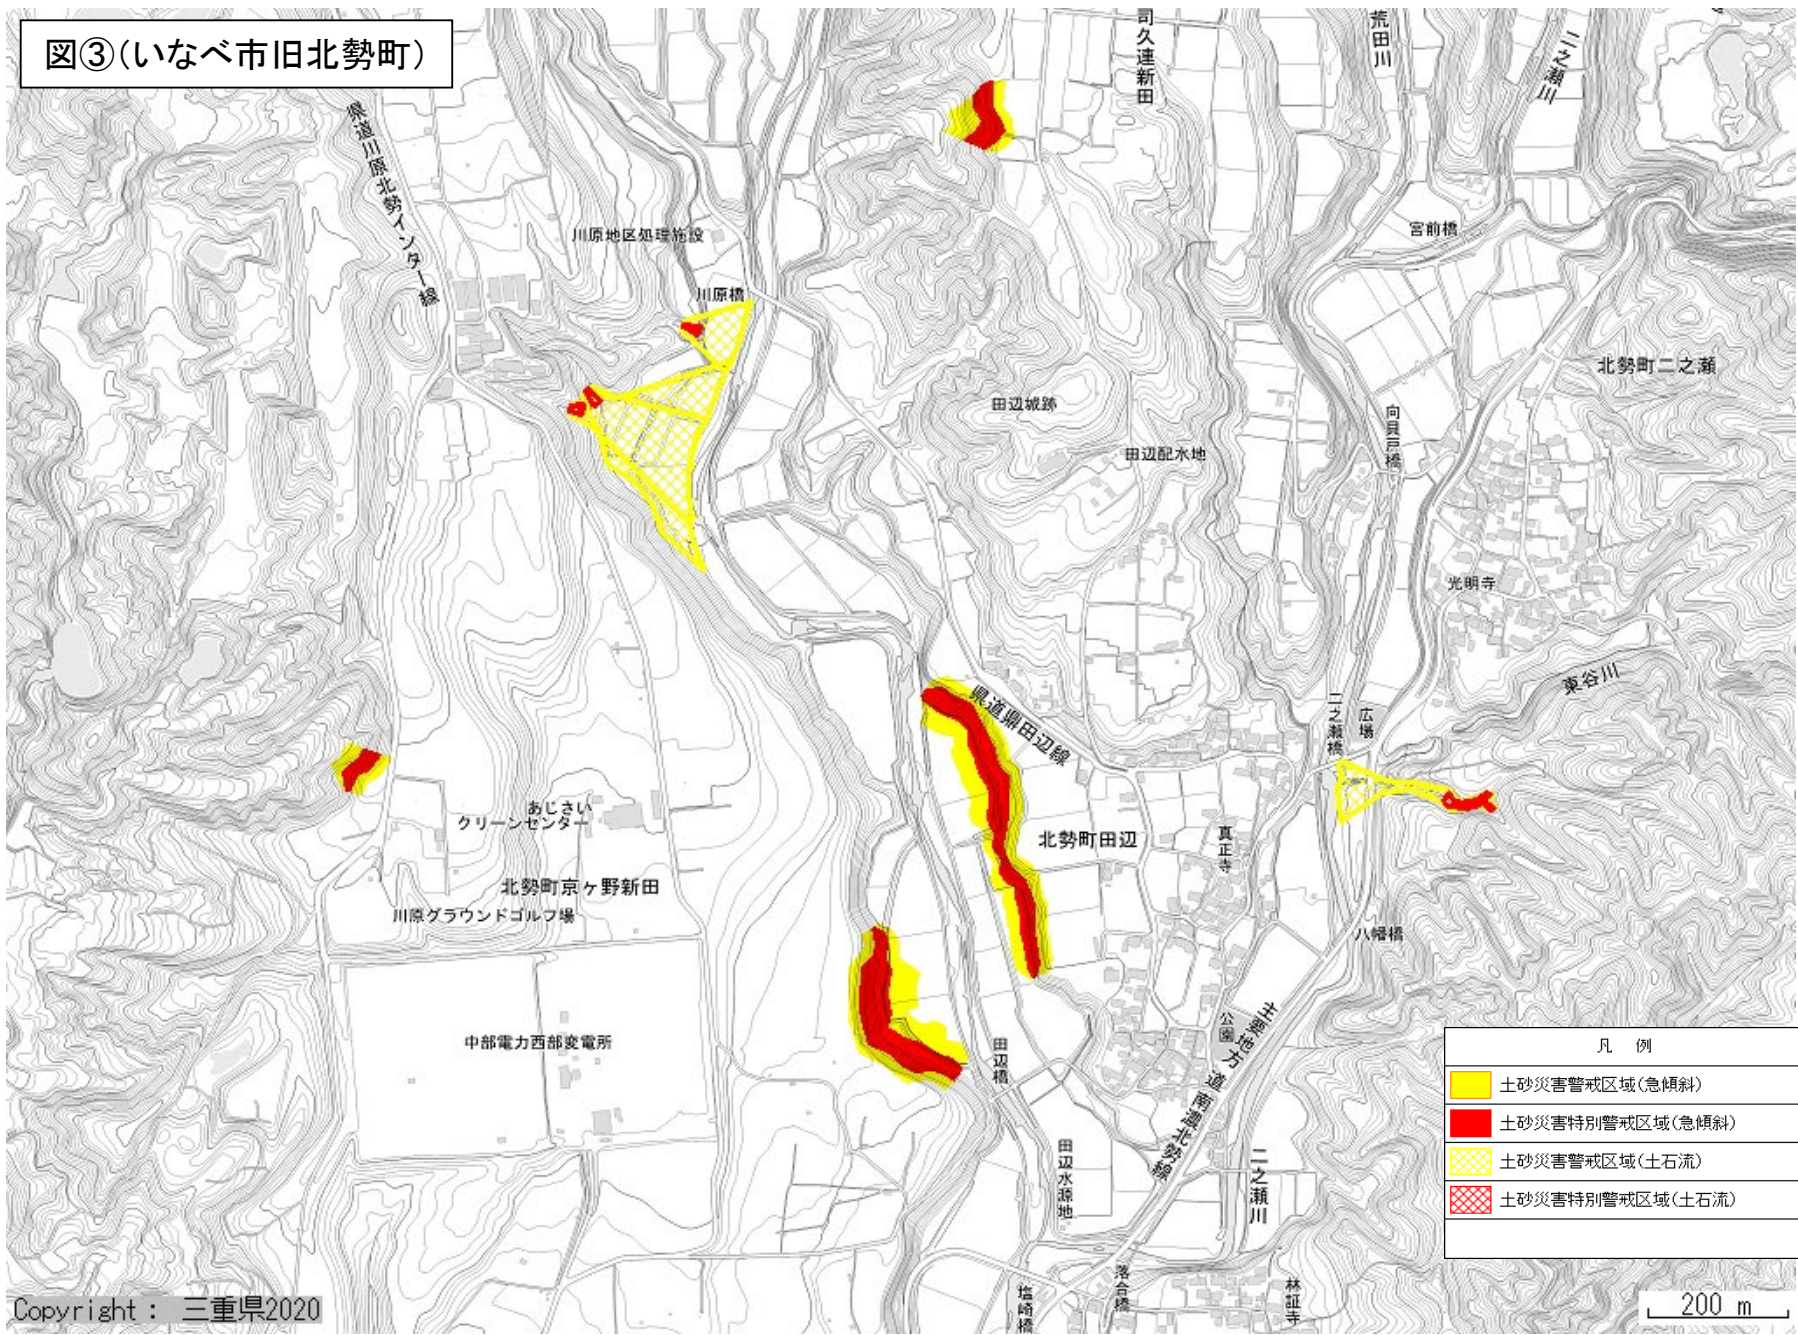 図③(いなべ市旧北勢町)
司久連新田
荒田川
二之瀬川
県道川原北勢インター線
川原地区処理施設
宮前橋
川原橋
北勢町二之瀬
田辺城跡
向貝戸橋
田辺配水地
光明寺
東谷川
県道鼎田辺線
二之瀬橋
広場
あじさい
クリーンセンター
北勢町田辺
真正寺
北勢町京ヶ野新田
川原グラウンドゴルフ場
八幡橋
中部電力西部変電所
田辺橋
公園
主要地方道南濃北勢線
田辺水源地
二之瀬川
塩崎橋
落合橋
林証寺
凡 例
土砂災害警戒区域(急傾斜)
土砂災害特別警戒区域(急傾斜)
土砂災害警戒区域(土石流)
土砂災害特別警戒区域(土石流)
200 m
Copyright : 三重県2020